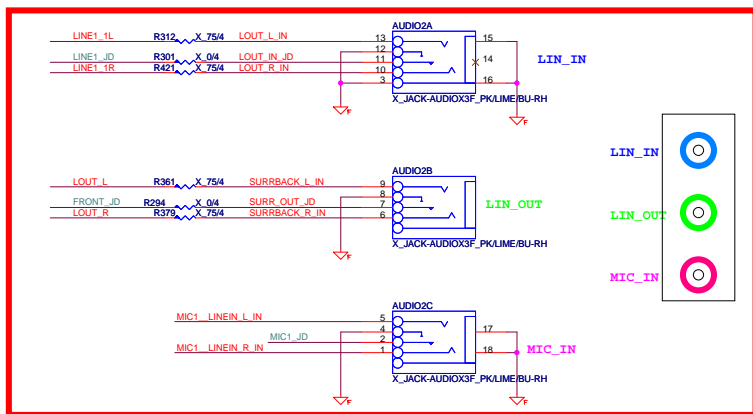 AUDIO2A
LINE1_1L R312 X_75/4 LOUT_L_IN 13 15
12
LINE1_JD R301 X_0/4 LOUT_IN_JD 11 14 LIN_IN
LINE1_1R R421 X_75/4 LOUT_R_IN 10
3 16
X_JACK-AUDIOX3F_PK/LIME/BU-RH
F F
LIN_IN
AUDIO2B
LOUT_L R361 X_75/4 SURRBACK_L_IN 9
8
FRONT_JD R294 X_0/4 SURR_OUT_JD 7 LIN_OUT
LOUT_R R379 X_75/4 SURRBACK_R_IN 6
LIN_OUT
X_JACK-AUDIOX3F_PK/LIME/BU-RH
F
MIC_IN
AUDIO2C
MIC1__LINEIN_L_IN 5
4 17
MIC1_JD 2
MIC1__LINEIN_R_IN 1 18 MIC_IN
X_JACK-AUDIOX3F_PK/LIME/BU-RH
F F